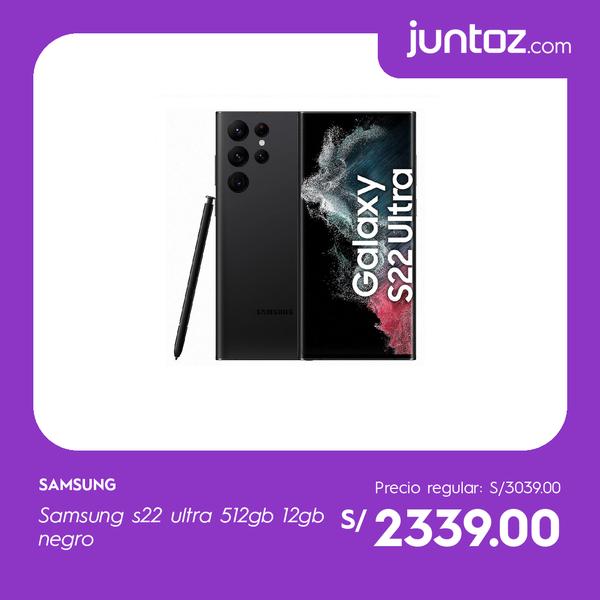 juntoz.com
Galaxy
S22 Ultra
SAMSUNG
SAMSUNG
Samsung s22 ultra 512gb 12gb
negro
Precio regular: S/3039.00
S/ 2339.00